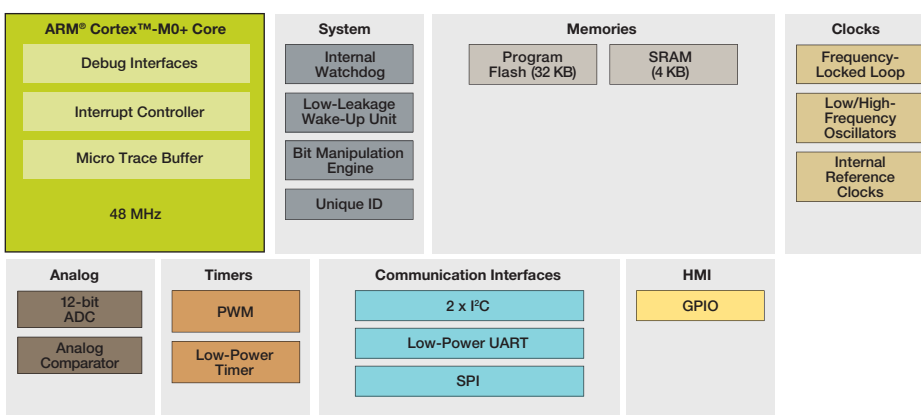 ARM® Cortex™-M0+ Core
Debug Interfaces
Interrupt Controller
Micro Trace Buffer
48 MHz
System
Internal
Watchdog
Low-Leakage
Wake-Up Unit
Bit Manipulation
Engine
Unique ID
Memories
Program
Flash (32 KB)
SRAM
(4 KB)
Clocks
Frequency-
Locked Loop
Low/High-
Frequency
Oscillators
Internal
Reference
Clocks
Analog
12-bit
ADC
Analog
Comparator
Timers
PWM
Low-Power
Timer
Communication Interfaces
2 x I²C
Low-Power UART
SPI
HMI
GPIO